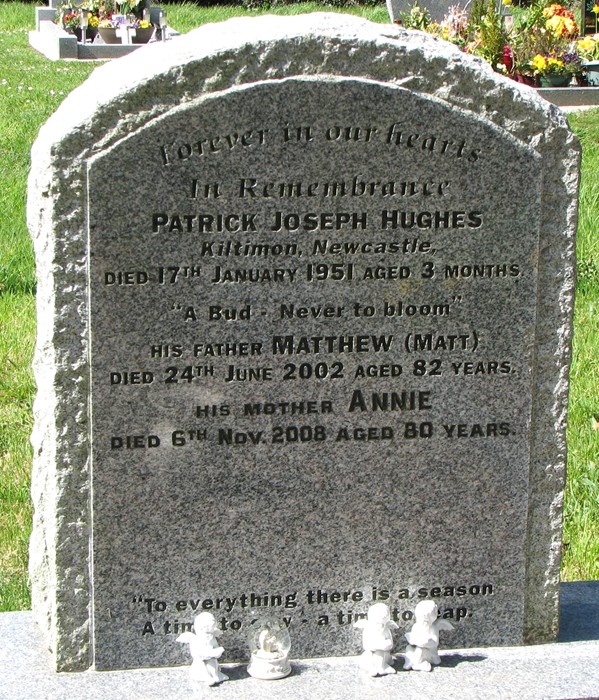 Forever in our hearts
In Remembrance
PATRICK JOSEPH HUGHES
Kiltimon, Newcastle,
DIED 17TH JANUARY 1951 AGED 3 MONTHS.
"A Bud - Never to bloom"
HIS FATHER MATTHEW (MATT)
DIED 24TH JUNE 2002 AGED 82 YEARS.
HIS MOTHER ANNIE
DIED 6TH NOV. 2008 AGED 80 YEARS.
"To everything there is a season
A time to - a time to